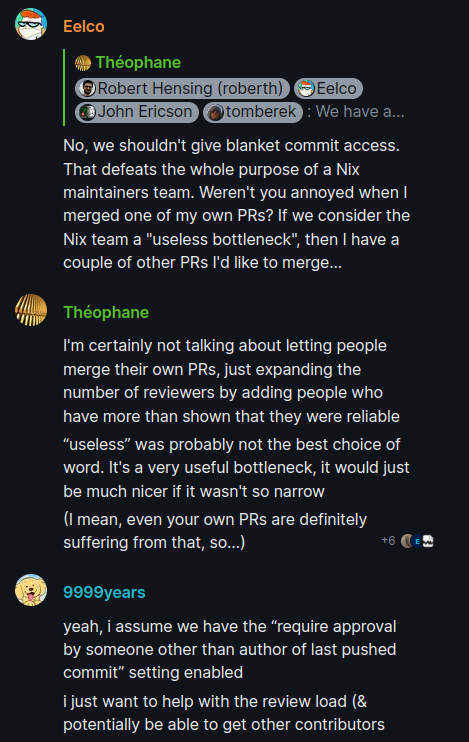 Eelco
Théophane
Robert Hensing (roberth) Eelco
John Ericson tomberek : We have a...
No, we shouldn't give blanket commit access.
That defeats the whole purpose of a Nix
maintainers team. Weren't you annoyed when I
merged one of my own PRs? If we consider the
Nix team a "useless bottleneck", then I have a
couple of other PRs I'd like to merge...
Théophane
I'm certainly not talking about letting people
merge their own PRs, just expanding the
number of reviewers by adding people who
have more than shown that they were reliable
“useless” was probably not the best choice of
word. It's a very useful bottleneck, it would just
be much nicer if it wasn't so narrow
(I mean, even your own PRs are definitely
suffering from that, so...)
+6 E
9999years
yeah, i assume we have the “require approval
by someone other than author of last pushed
commit” setting enabled
i just want to help with the review load (&
potentially be able to get other contributors